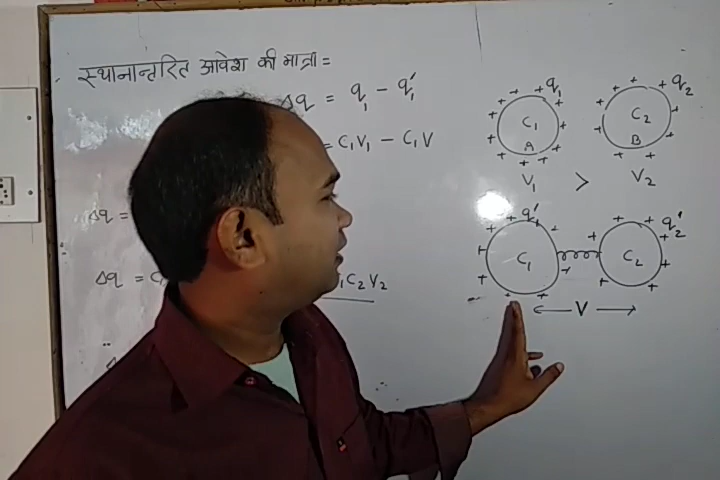 स्थानान्तरित आवेश की मात्रा =
Δq = q₁ - q₁'
= C₁V₁ - C₁V
Δq =
Δq = C₁C₂V₂
q₁ q₂
C₁ C₂
A B
V₁ > V₂
q₁' q₂'
C₁ C₂
V